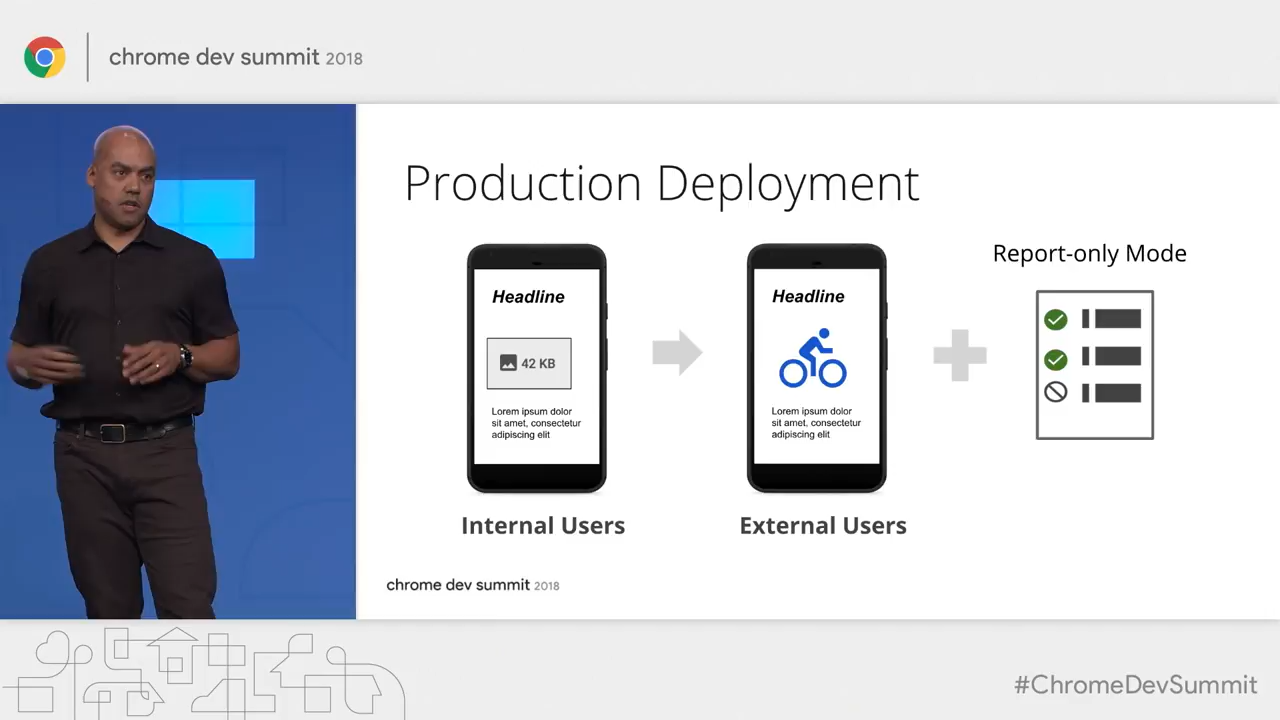 chrome dev summit 2018
Production Deployment
Report-only Mode
Headline
42 KB
Lorem ipsum dolor
sit amet, consectetur
adipiscing elit
Internal Users
Headline
Lorem ipsum dolor
sit amet, consectetur
adipiscing elit
External Users
chrome dev summit 2018
#ChromeDevSummit